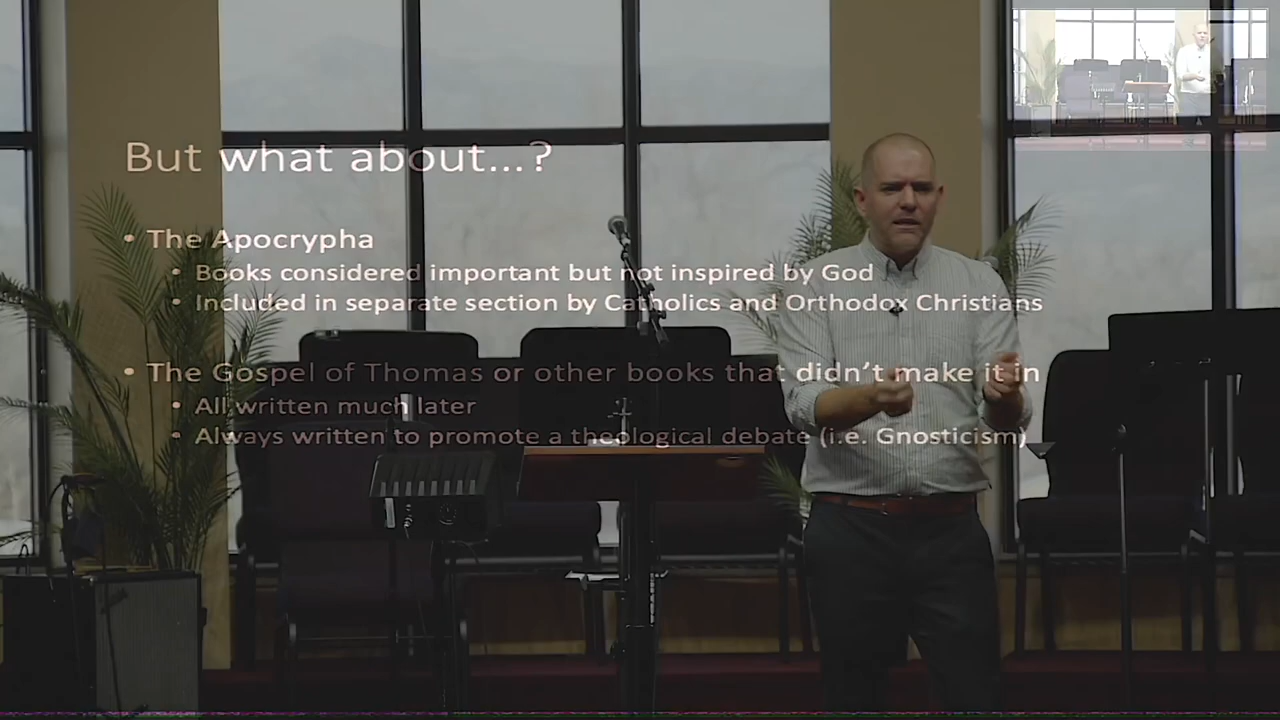 But what about...?
• The Apocrypha
• Books considered important but not inspired by God
• Included in separate section by Catholics and Orthodox Christians
• The Gospel of Thomas or other books that didn't make it in
• All written much later
• Always written to promote a theological debate (i.e. Gnosticism)